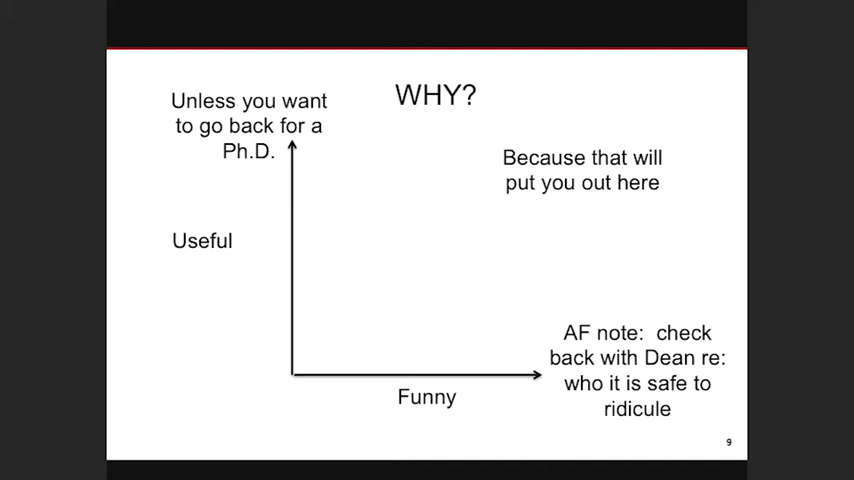 WHY?
Unless you want
to go back for a
Ph.D.
Because that will
put you out here
Useful
AF note:  check
back with Dean re:
who it is safe to
ridicule
Funny
9